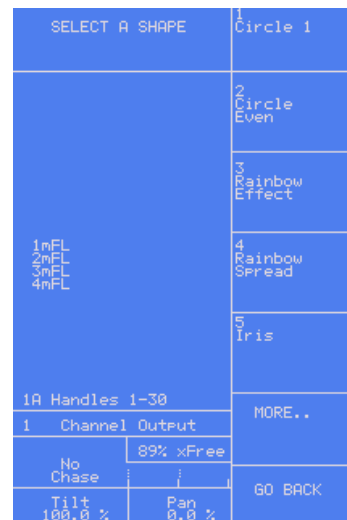 SELECT A SHAPE
1
Circle 1
2
Circle
Even
3
Rainbow
Effect
4
Rainbow
Spread
5
Iris
1mFL
2mFL
3mFL
4mFL
1A Handles 1-30
1 Channel Output
MORE..
89% xFree
No
Chase
GO BACK
Tilt
100.0 %
Pan
0.0 %